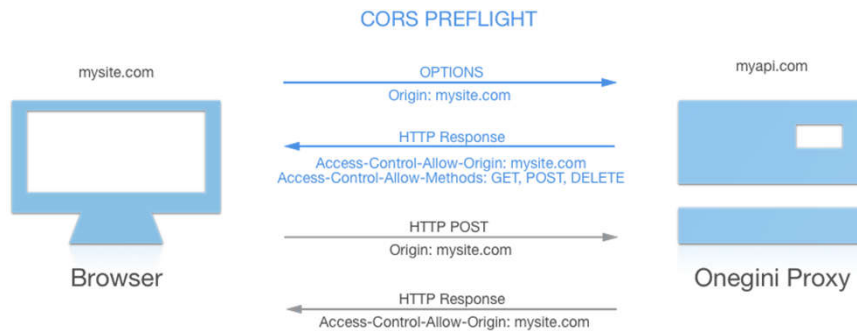 CORS PREFLIGHT
mysite.com
OPTIONS
Origin: mysite.com
myapi.com
HTTP Response
Access-Control-Allow-Origin: mysite.com
Access-Control-Allow-Methods: GET, POST, DELETE
HTTP POST
Origin: mysite.com
Browser
Onegini Proxy
HTTP Response
Access-Control-Allow-Origin: mysite.com